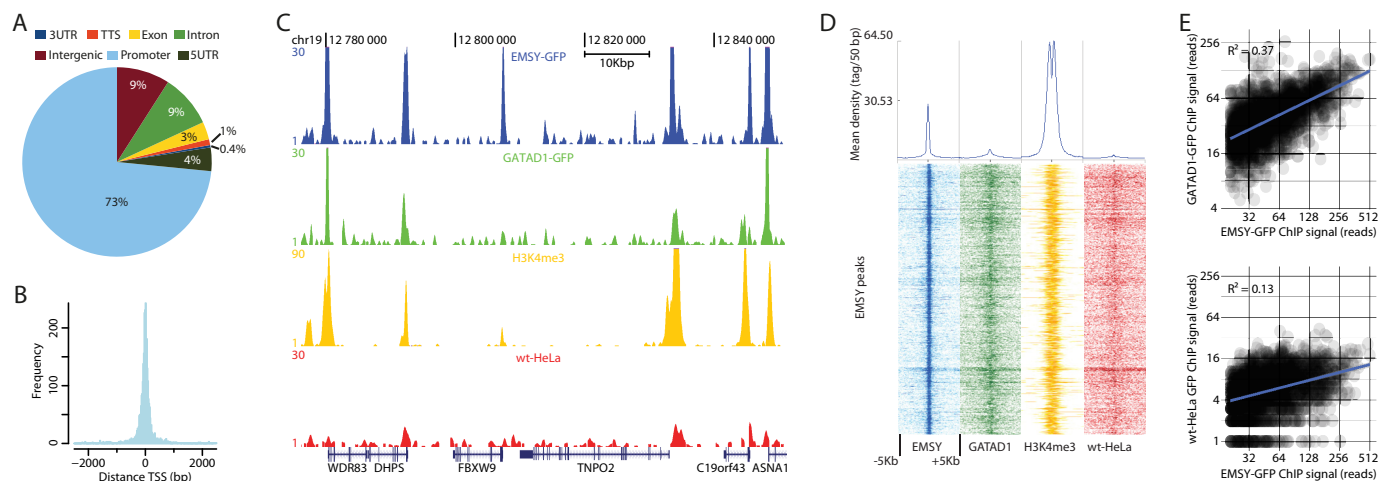 A
3UTR TTS Exon Intron
Intergenic Promoter 5UTR
9%
9%
3%
1%
0.4%
4%
73%
B
Frequency
200
100
0
−2000 0 2000
Distance TSS (bp)
C
chr19 12 780 000 12 800 000 12 820 000 12 840 000
10Kbp
30
EMSY-GFP
1
30
GATAD1-GFP
1
90
H3K4me3
1
30
wt-HeLa
1
WDR83 DHPS FBXW9 TNPO2 C19orf43 ASNA1
D
Mean density (tag/50 bp)
64.50
30.53
EMSY peaks
EMSY GATAD1 H3K4me3 wt-HeLa
-5Kb +5Kb
E
GATAD1-GFP ChIP signal (reads)
256
R² = 0.37
64
16
4
32 64 128 256 512
EMSY-GFP ChIP signal (reads)
wt-HeLa GFP ChIP signal (reads)
256
R² = 0.13
64
16
4
1
32 64 128 256 512
EMSY-GFP ChIP signal (reads)